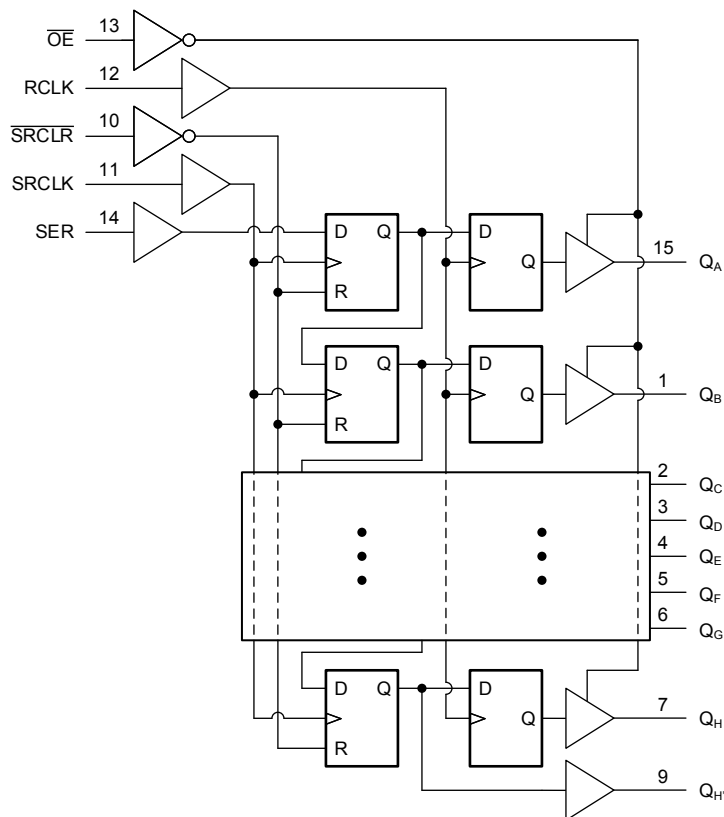 13
OE
12
RCLK
10
SRCLR
11
SRCLK
14
SER
D Q D
Q
R
15
QA
D Q D
Q
R
1
QB
2
QC
3
QD
4
QE
5
QF
6
QG
D Q D
Q
R
7
QH
9
QH'